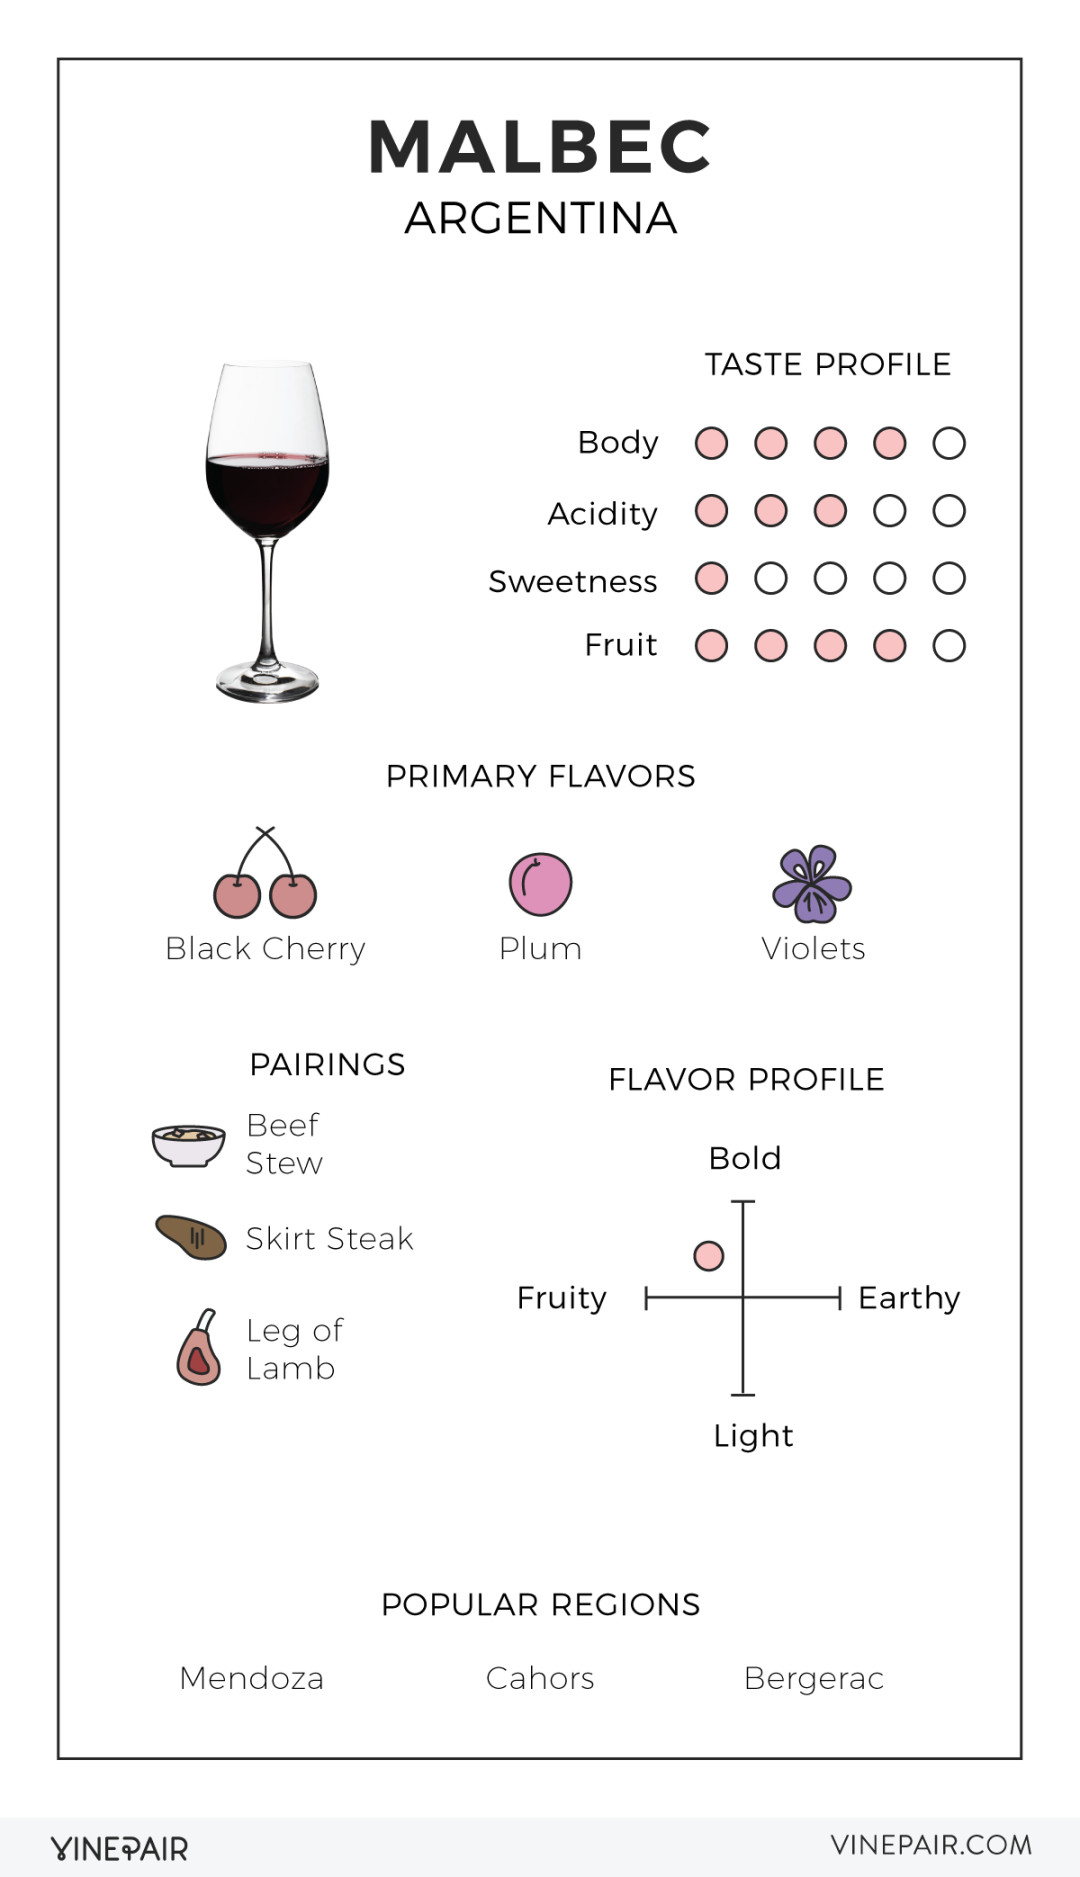 MALBEC
ARGENTINA
TASTE PROFILE
Body
Acidity
Sweetness
Fruit
PRIMARY FLAVORS
Black Cherry
Plum
Violets
PAIRINGS
Beef
Stew
Skirt Steak
Leg of
Lamb
FLAVOR PROFILE
Bold
Fruity
Earthy
Light
POPULAR REGIONS
Mendoza
Cahors
Bergerac
VINEPAIR
VINEPAIR.COM